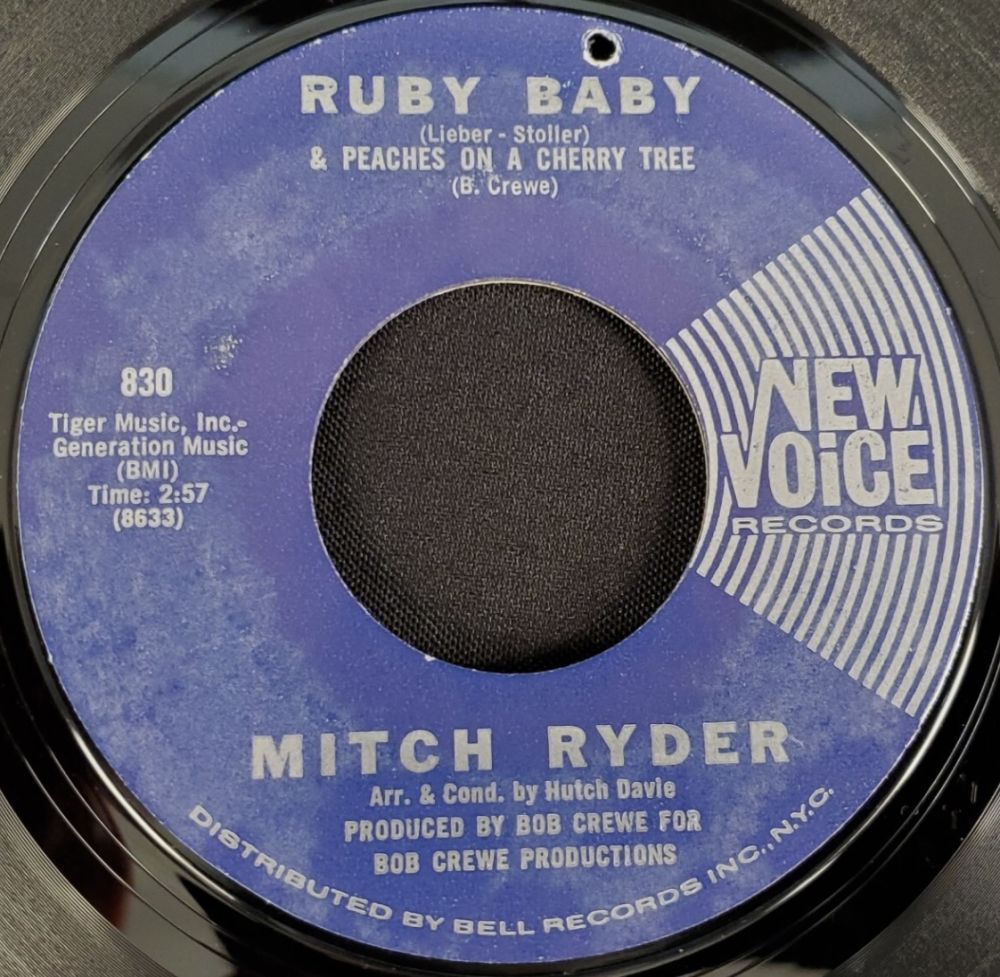 RUBY BABY
(Lieber - Stoller)
& PEACHES ON A CHERRY TREE
(B. Crewe)
830
Tiger Music, Inc.-
Generation Music
(BMI)
Time: 2:57
(8633)
NEW
VOiCE
RECORDS
MITCH RYDER
Arr. & Cond. by Hutch Davie
PRODUCED BY BOB CREWE FOR
BOB CREWE PRODUCTIONS
DISTRIBUTED BY BELL RECORDS INC., N.Y.C.